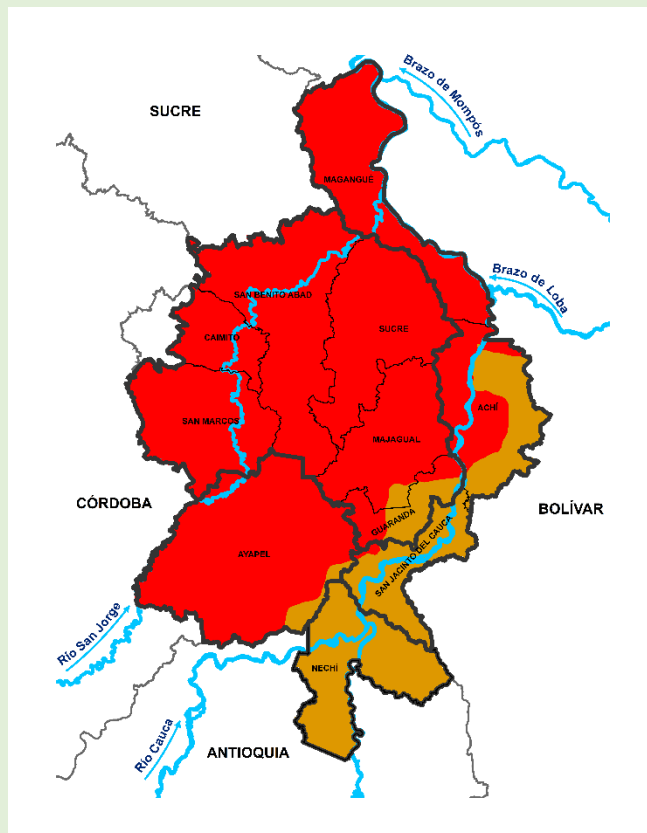 SUCRE
Brazo de Mompós
MAGANGUÉ
Brazo de Loba
SAN BENITO ABAD
SUCRE
CAIMITO
ACHÍ
SAN MARCOS
MAJAGUAL
CÓRDOBA
BOLÍVAR
GUARANDA
SAN JACINTO DEL CAUCA
AYAPEL
Río San Jorge
NECHÍ
Río Cauca
ANTIOQUIA